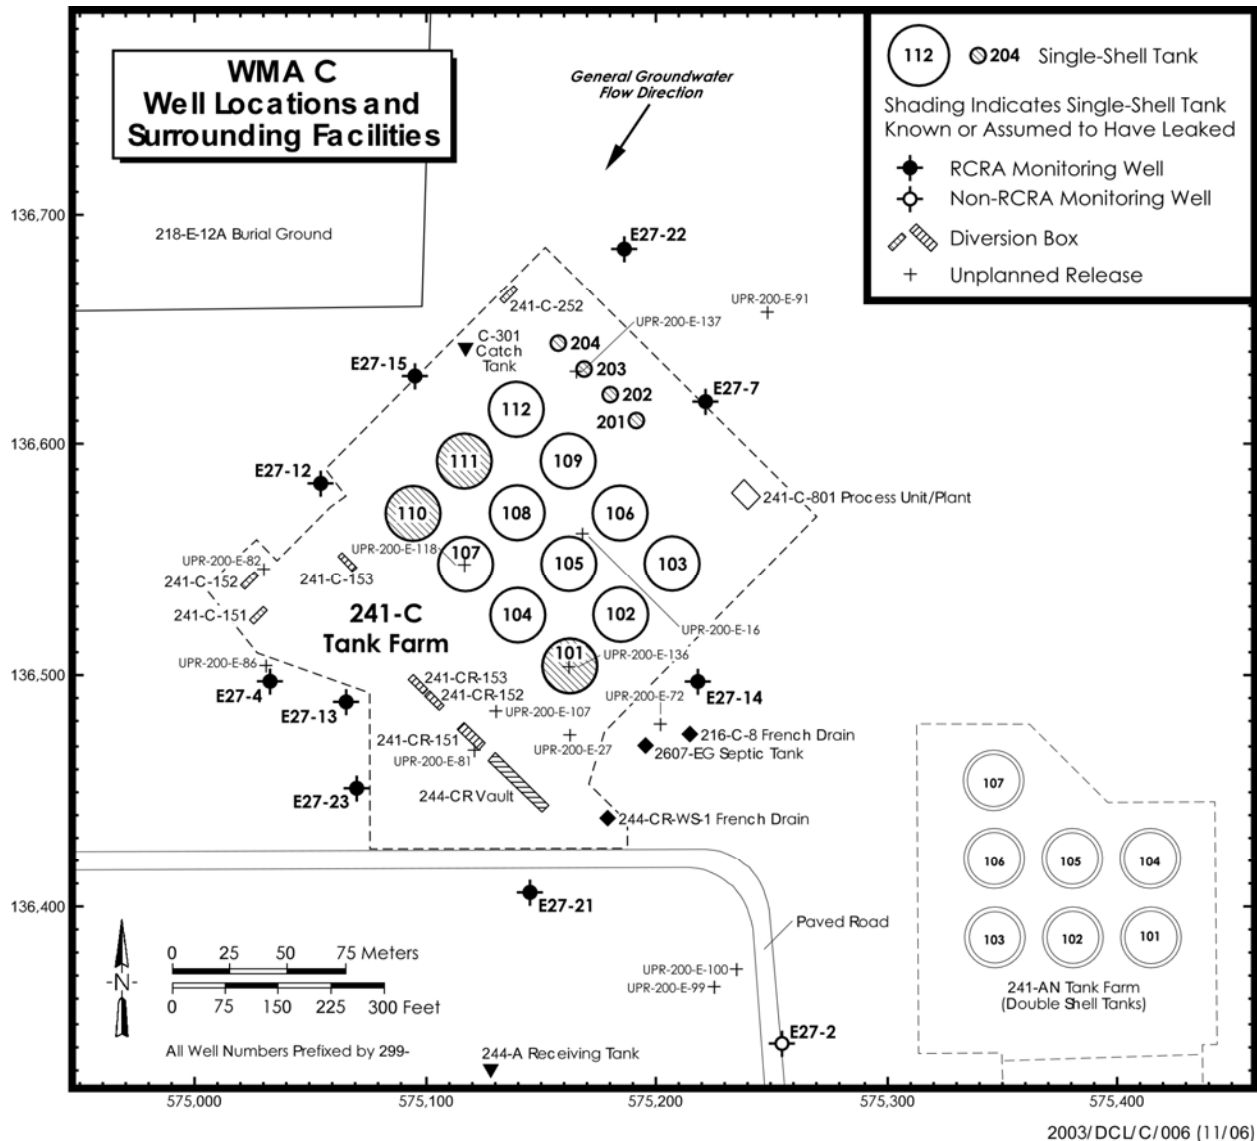 WMA C
Well Locations and
Surrounding Facilities
General Groundwater
Flow Direction
112
204
Single-Shell Tank
Shading Indicates Single-Shell Tank
Known or Assumed to Have Leaked
RCRA Monitoring Well
Non-RCRA Monitoring Well
Diversion Box
Unplanned Release
136,700
136,600
136,500
136,400
218-E-12A Burial Ground
E27-22
UPR-200-E-91
241-C-252
UPR-200-E-137
C-301
Catch
Tank
204
203
202
201
E27-15
E27-7
112
111
109
E27-12
110
108
106
241-C-801 Process Unit/Plant
UPR-200-E-118
107
105
103
UPR-200-E-82
241-C-152
241-C-153
241-C-151
241-C
Tank Farm
104
102
UPR-200-E-16
101
UPR-200-E-136
UPR-200-E-86
E27-4
E27-13
241-CR-153
241-CR-152
UPR-200-E-72
E27-14
UPR-200-E-107
241-CR-151
UPR-200-E-27
216-C-8 French Drain
2607-EG Septic Tank
UPR-200-E-81
E27-23
244-CR Vault
244-CR-WS-1 French Drain
E27-21
Paved Road
UPR-200-E-100
UPR-200-E-99
E27-2
107
106
105
104
103
102
101
241-AN Tank Farm
(Double Shell Tanks)
-N-
0 25 50 75 Meters
0 75 150 225 300 Feet
All Well Numbers Prefixed by 299-
244-A Receiving Tank
575,000
575,100
575,200
575,300
575,400
2003/DCL/C/006 (11/06)